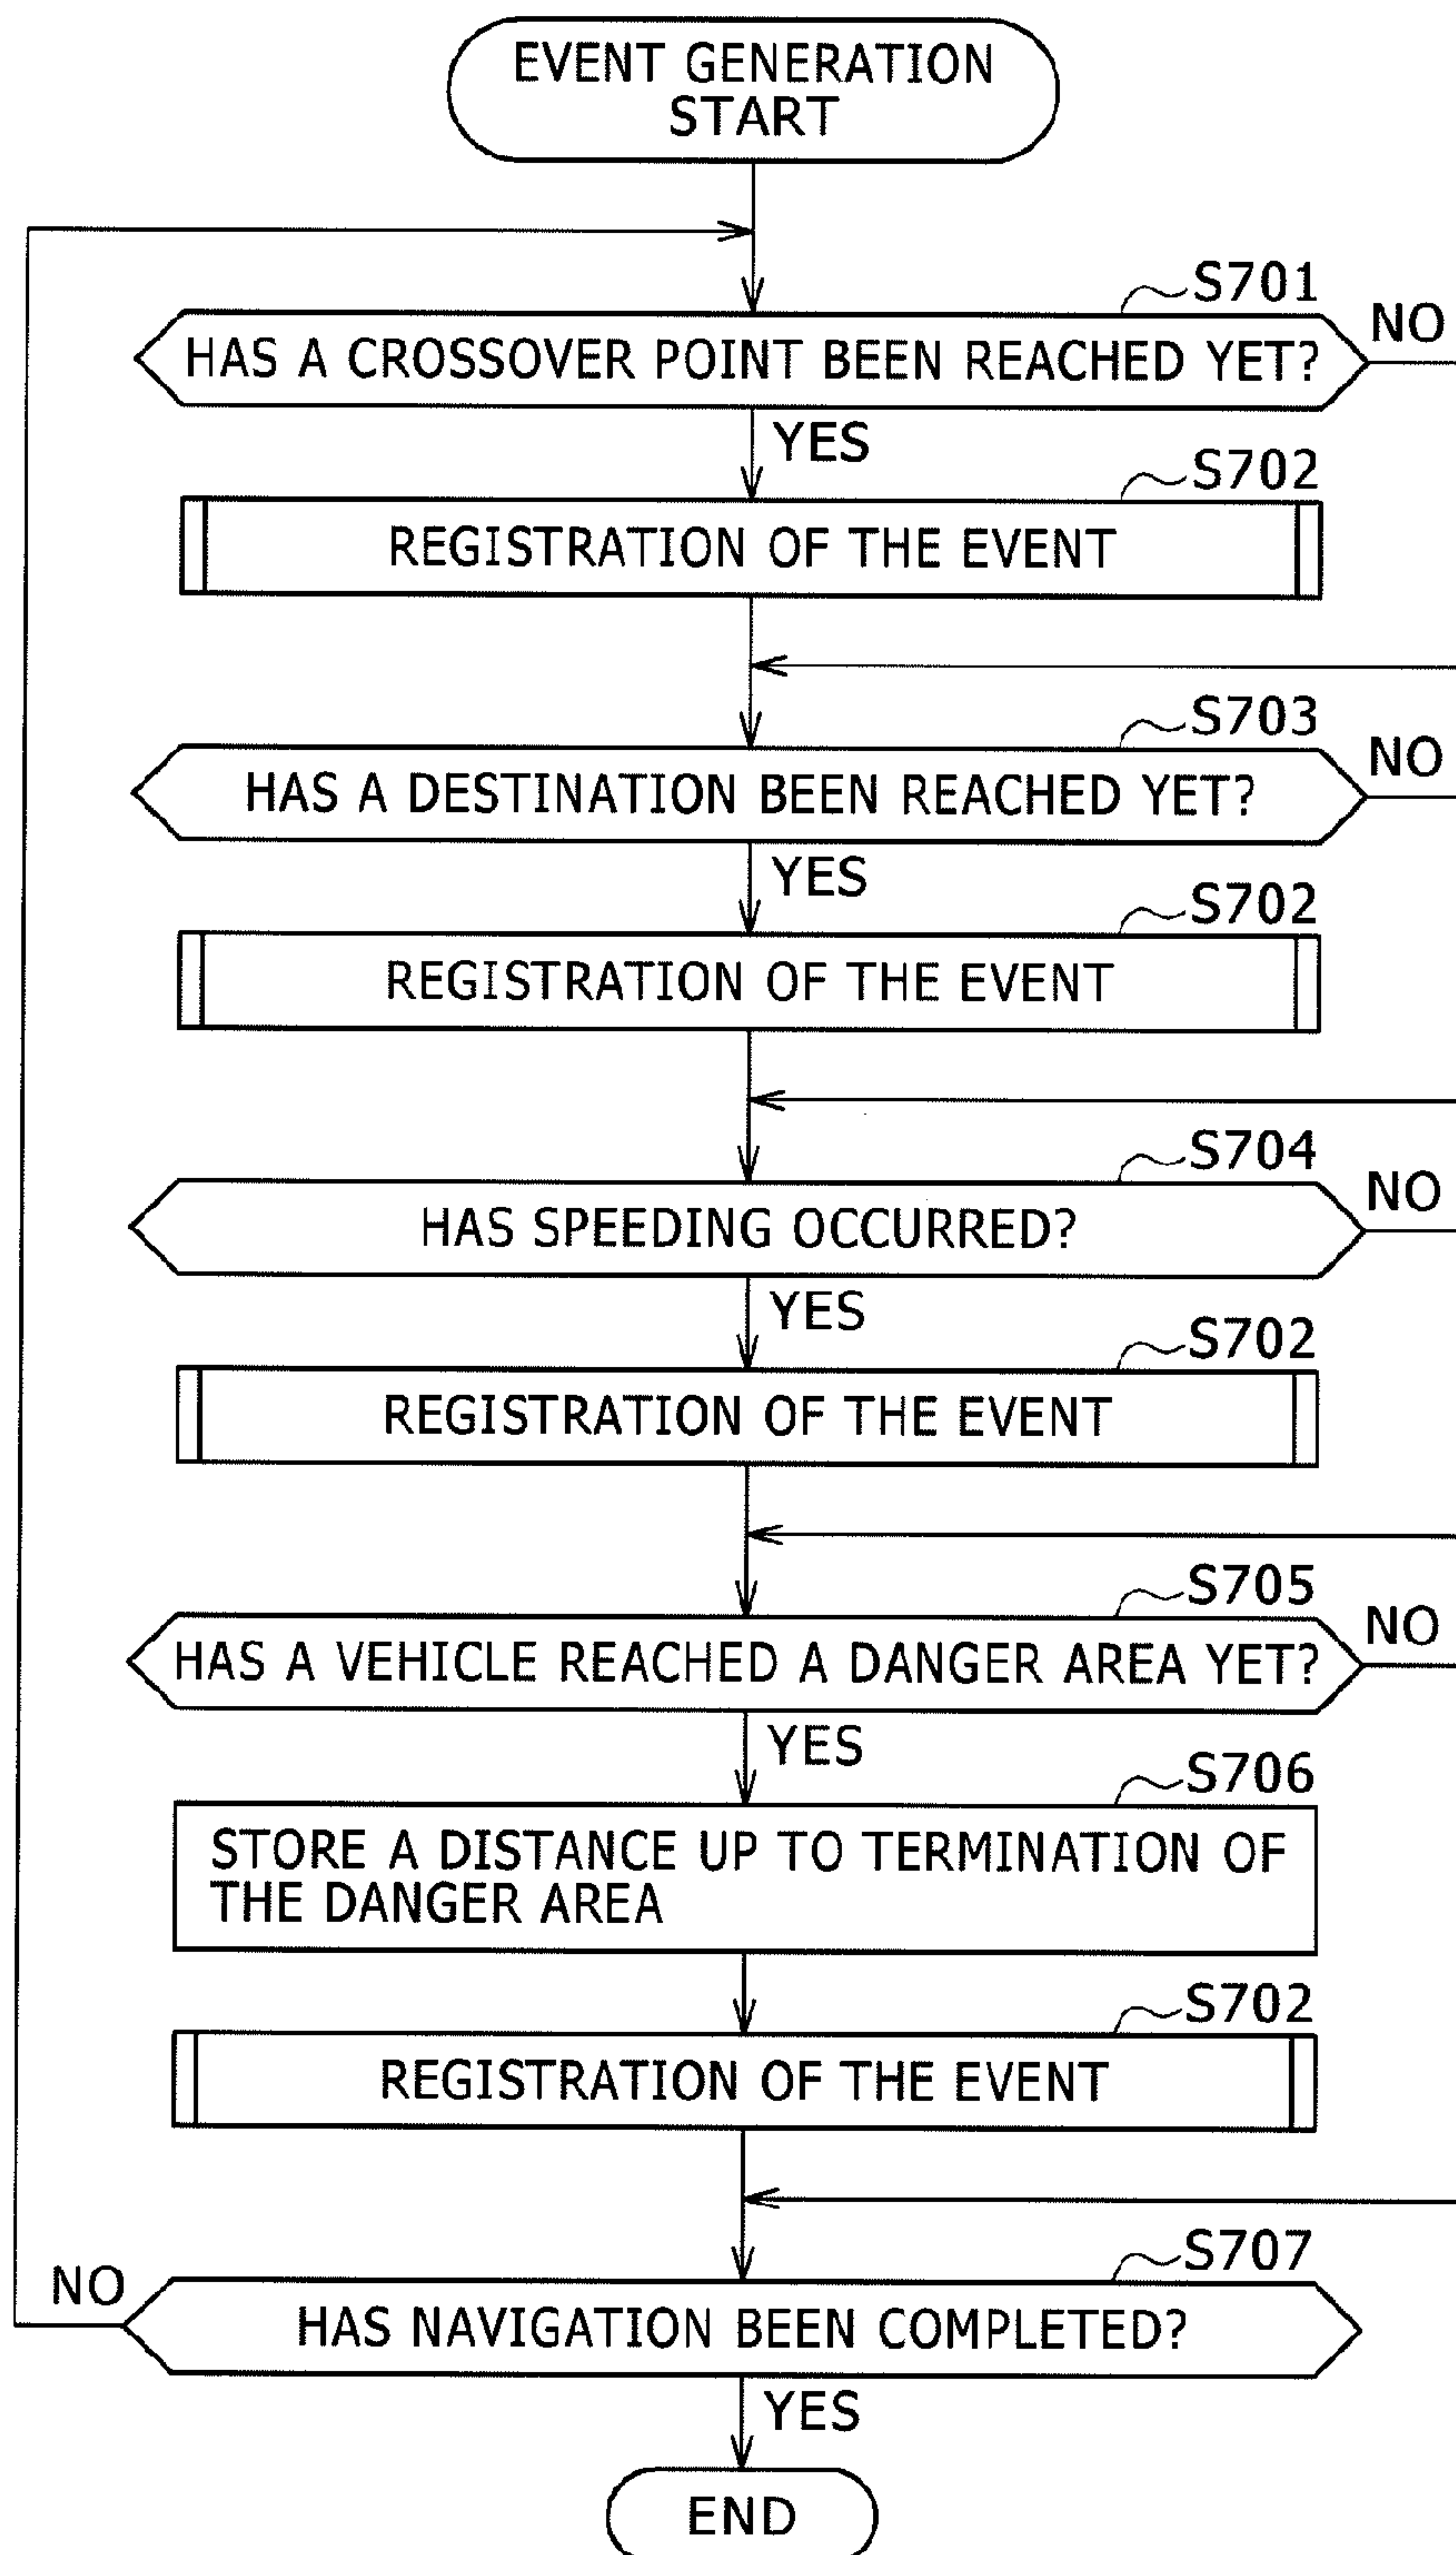 EVENT GENERATION
START
S701
HAS A CROSSOVER POINT BEEN REACHED YET?
NO
YES
S702
REGISTRATION OF THE EVENT
S703
HAS A DESTINATION BEEN REACHED YET?
NO
YES
S702
REGISTRATION OF THE EVENT
S704
HAS SPEEDING OCCURRED?
NO
YES
S702
REGISTRATION OF THE EVENT
S705
HAS A VEHICLE REACHED A DANGER AREA YET?
NO
YES
S706
STORE A DISTANCE UP TO TERMINATION OF
THE DANGER AREA
S702
REGISTRATION OF THE EVENT
S707
NO
HAS NAVIGATION BEEN COMPLETED?
YES
END